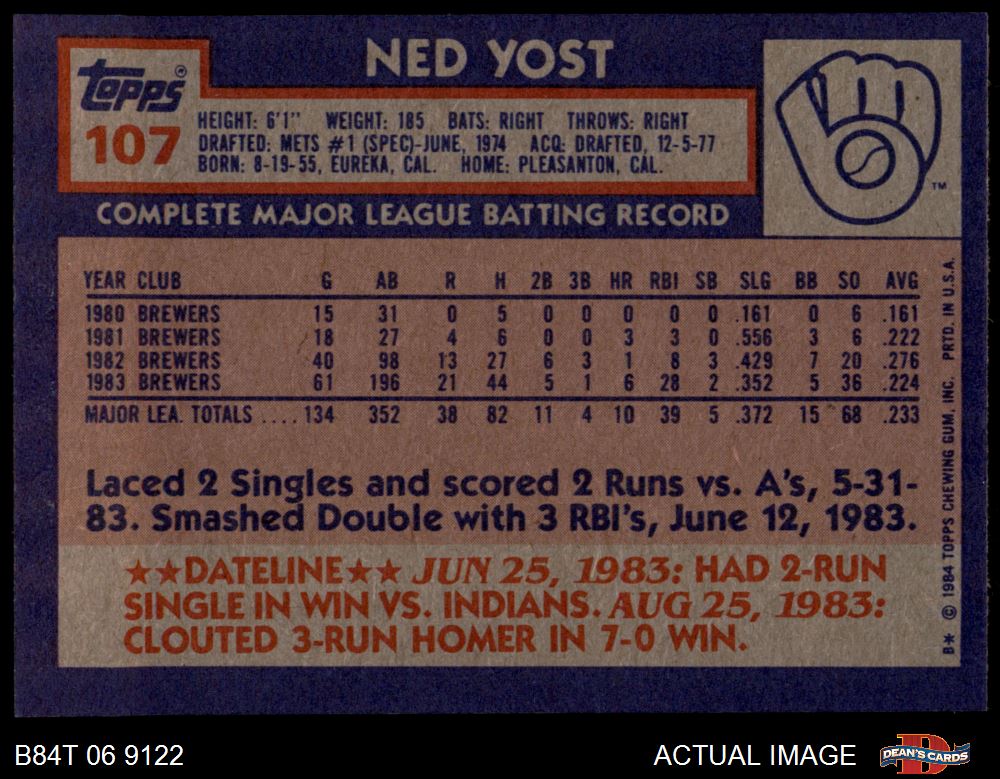 NED YOST
topps®
107
HEIGHT: 6'1" WEIGHT: 185 BATS: RIGHT THROWS: RIGHT
DRAFTED: METS #1 (SPEC)-JUNE, 1974 ACQ: DRAFTED, 12-5-77
BORN: 8-19-55, EUREKA, CAL. HOME: PLEASANTON, CAL.
TM
COMPLETE MAJOR LEAGUE BATTING RECORD
YEAR CLUB G AB R H 2B 3B HR RBI SB SLG BB SO AVG
1980 BREWERS 15 31 0 5 0 0 0 0 0 .161 0 6 .161
1981 BREWERS 18 27 4 6 0 0 3 3 0 .556 3 6 .222
1982 BREWERS 40 98 13 27 6 3 1 8 3 .429 7 20 .276
1983 BREWERS 61 196 21 44 5 1 6 28 2 .352 5 36 .224
MAJOR LEA. TOTALS .... 134 352 38 82 11 4 10 39 5 .372 15 68 .233
Laced 2 Singles and scored 2 Runs vs. A's, 5-31-
83. Smashed Double with 3 RBI's, June 12, 1983.
★★DATELINE★★ JUN 25, 1983: HAD 2-RUN
SINGLE IN WIN VS. INDIANS. AUG 25, 1983:
CLOUTED 3-RUN HOMER IN 7-0 WIN.
B* © 1984 TOPPS CHEWING GUM, INC. PRTD. IN U.S.A.
B84T 06 9122
ACTUAL IMAGE
DEAN'S CARDS